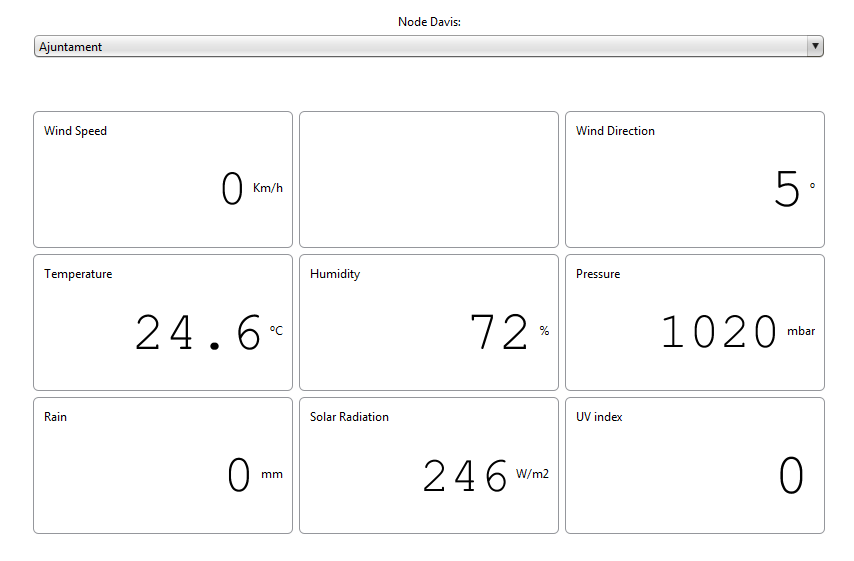 Node Davis:
Ajuntament
Wind Speed
0 Km/h
Wind Direction
5 º
Temperature
24.6 ºC
Humidity
72 %
Pressure
1020 mbar
Rain
0 mm
Solar Radiation
246 W/m2
UV index
0